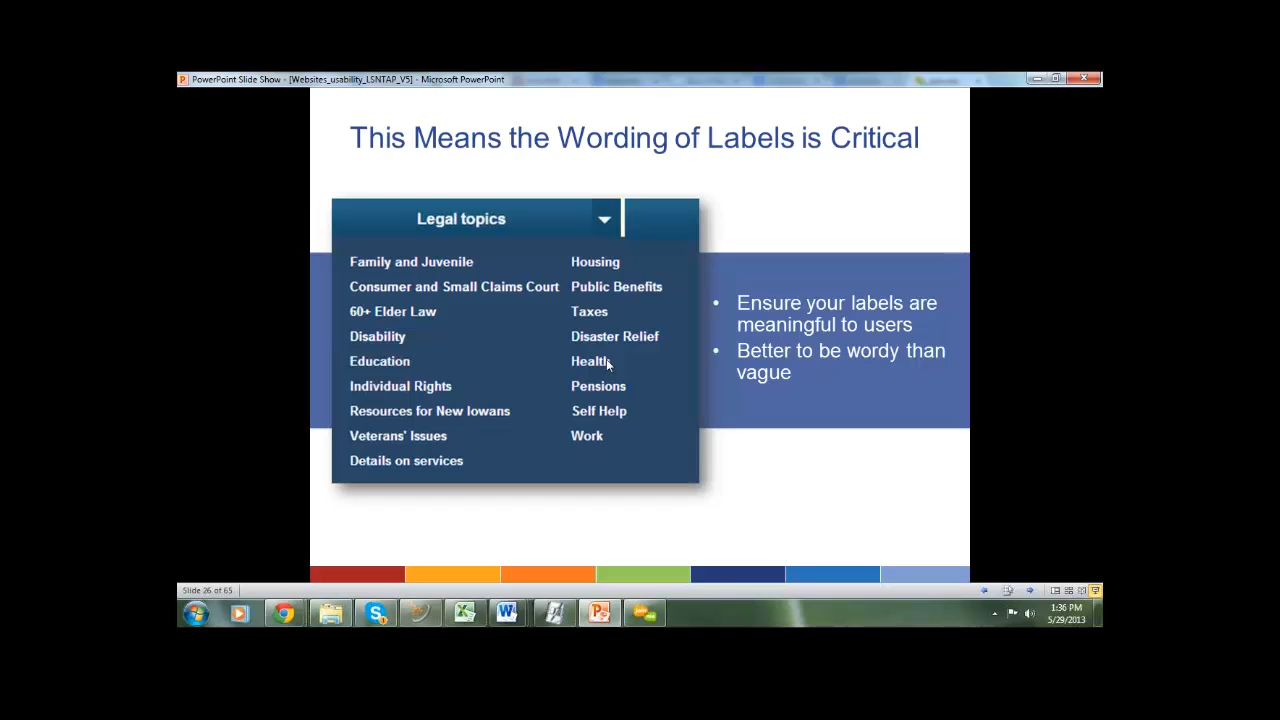 PowerPoint Slide Show - [Websites_usability_LSNTAP_V5] - Microsoft PowerPoint
This Means the Wording of Labels is Critical
Legal topics
Family and Juvenile
Consumer and Small Claims Court
60+ Elder Law
Disability
Education
Individual Rights
Resources for New Iowans
Veterans' Issues
Details on services
Housing
Public Benefits
Taxes
Disaster Relief
Health
Pensions
Self Help
Work
• Ensure your labels are
meaningful to users
• Better to be wordy than
vague
Slide 26 of 65
1:36 PM
5/29/2013